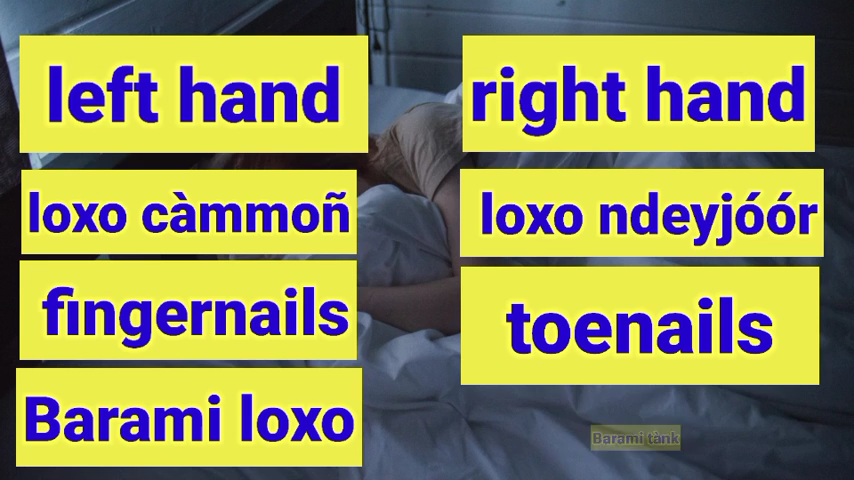 left hand
right hand
loxo càmmoñ
loxo ndeyjóór
fingernails
toenails
Barami loxo
Barami tànk